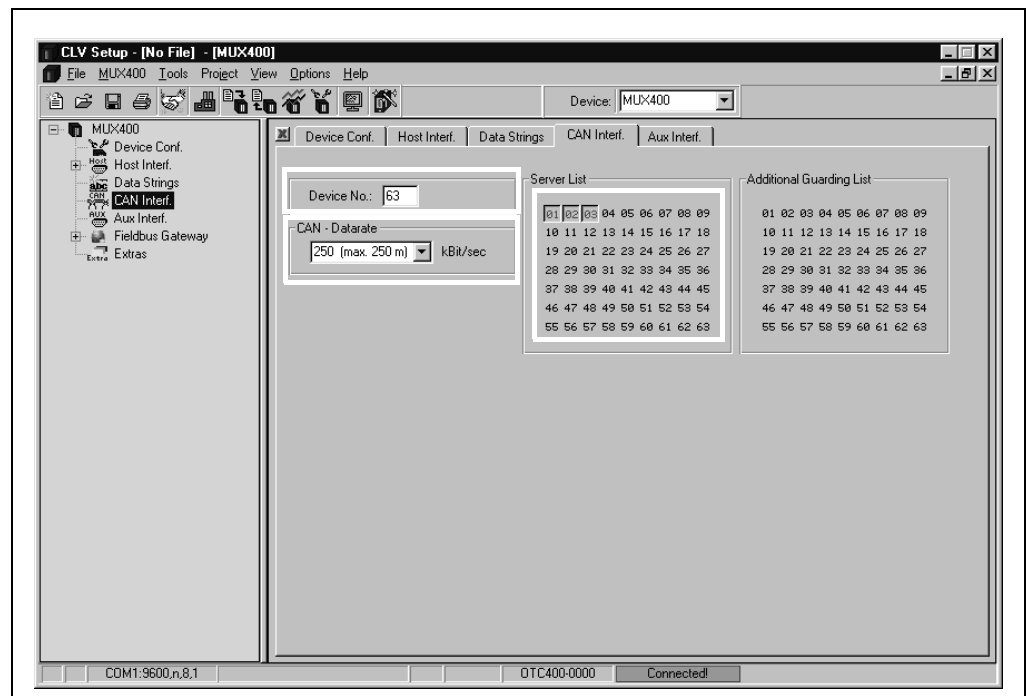 CLV Setup - [No File] - [MUX400]
File MUX400 Tools Project View Options Help
Device: MUX400
MUX400
Device Conf.
Host Interf.
Data Strings
CAN Interf.
Aux Interf.
Fieldbus Gateway
Extras
Host
abc
CAN
AUX
Extra
Device Conf. Host Interf. Data Strings CAN Interf. Aux Interf.
Device No.: 63
CAN - Datarate
250 (max. 250 m) kBit/sec
Server List
01 02 03 04 05 06 07 08 09
10 11 12 13 14 15 16 17 18
19 20 21 22 23 24 25 26 27
28 29 30 31 32 33 34 35 36
37 38 39 40 41 42 43 44 45
46 47 48 49 50 51 52 53 54
55 56 57 58 59 60 61 62 63
Additional Guarding List
01 02 03 04 05 06 07 08 09
10 11 12 13 14 15 16 17 18
19 20 21 22 23 24 25 26 27
28 29 30 31 32 33 34 35 36
37 38 39 40 41 42 43 44 45
46 47 48 49 50 51 52 53 54
55 56 57 58 59 60 61 62 63
COM1:9600,n,8,1 OTC400-0000 Connected!